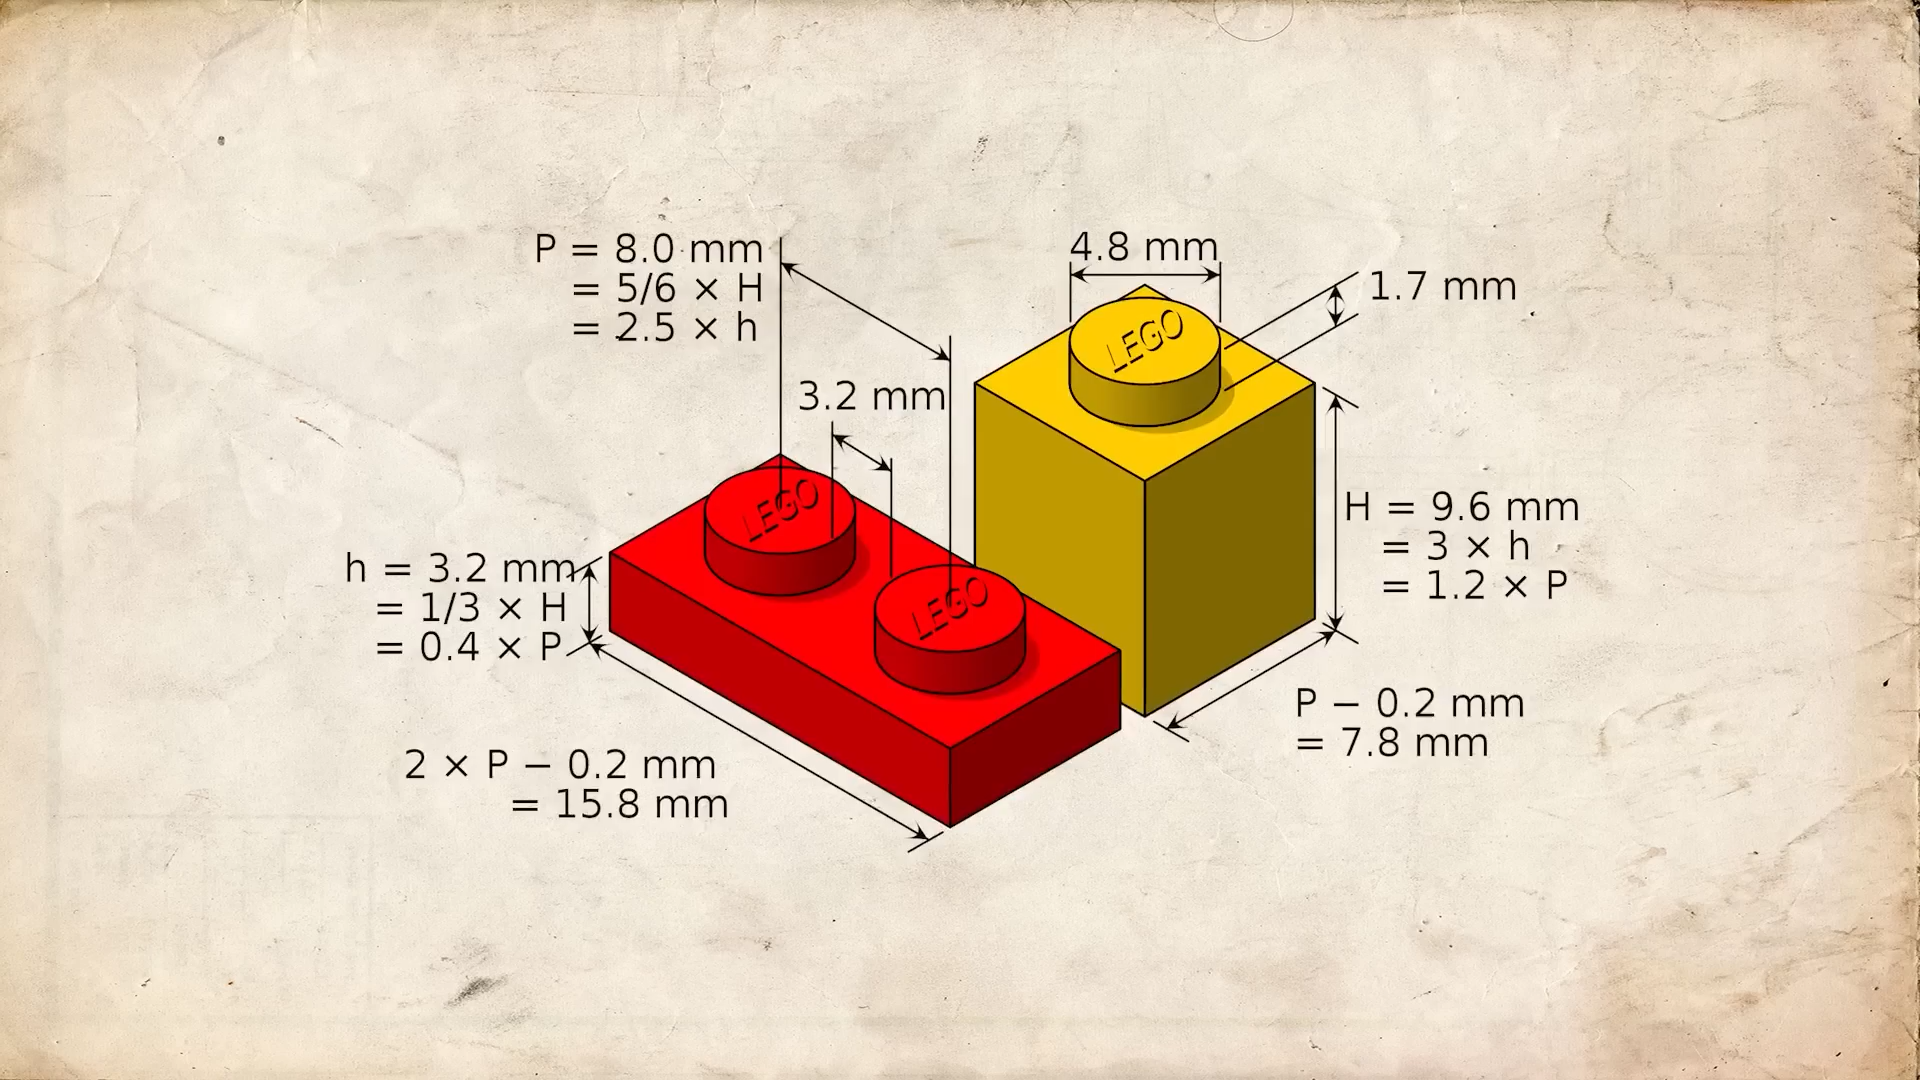 P = 8.0 mm
= 5/6 × H
= 2.5 × h
4.8 mm
1.7 mm
3.2 mm
LEGO
LEGO
LEGO
H = 9.6 mm
= 3 × h
= 1.2 × P
h = 3.2 mm
= 1/3 × H
= 0.4 × P
P − 0.2 mm
= 7.8 mm
2 × P − 0.2 mm
= 15.8 mm